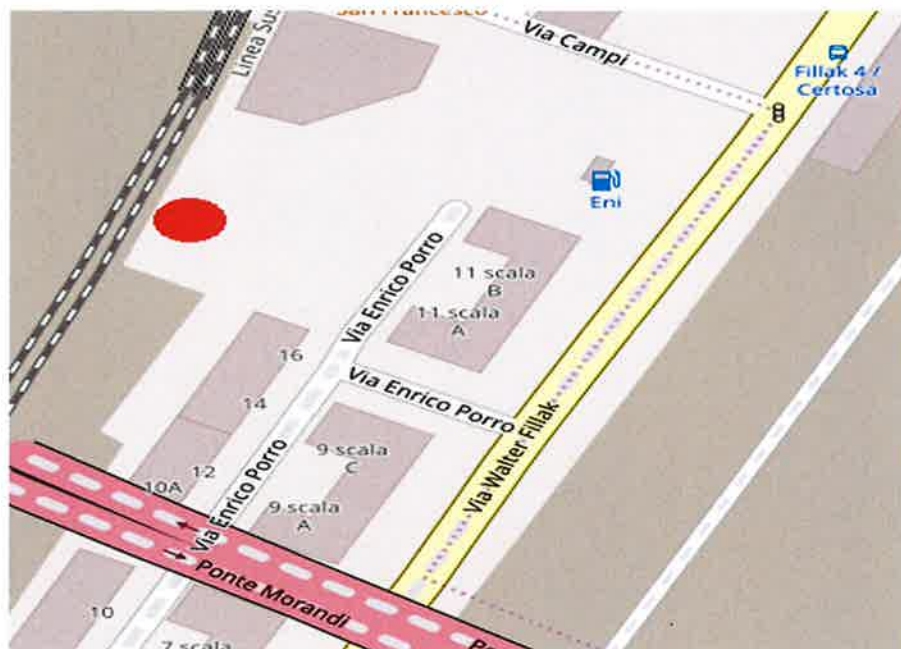 San Francesco
Linea Sus
Via Campi
Fillak 4 /
Certosa
Eni
Via Enrico Porro
11 scala
B
11 scala
A
16
Via Enrico Porro
14
9 scala
C
12
Via Enrico Porro
Via Walter Fillak
10A
9 scala
A
Ponte Morandi
10
7 scala